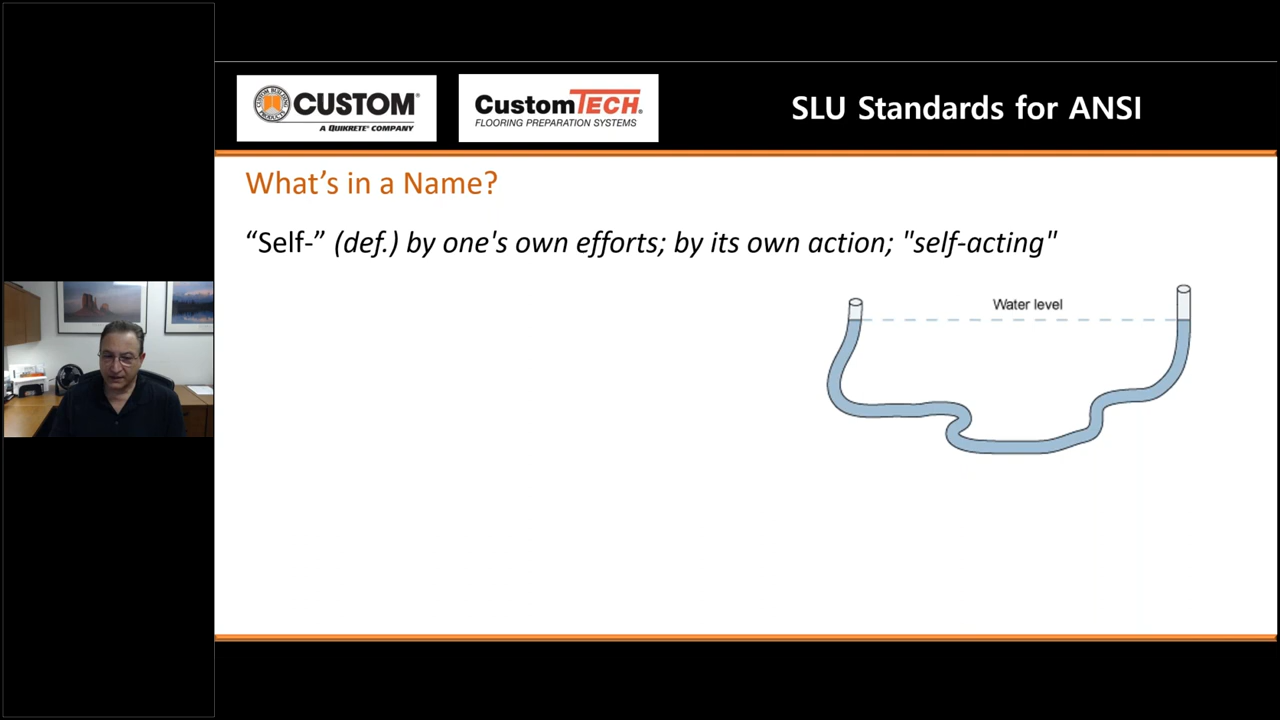 CUSTOM®
A QUIKRETE® COMPANY
CustomTECH®
FLOORING PREPARATION SYSTEMS
SLU Standards for ANSI
What’s in a Name?
“Self-” (def.) by one's own efforts; by its own action; "self-acting"
Water level